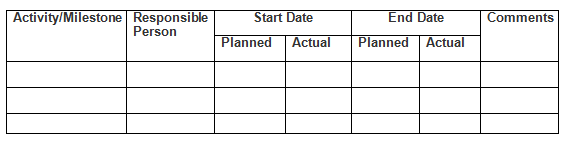 Activity/Milestone Responsible Person Start Date End Date Comments
Planned Actual Planned Actual